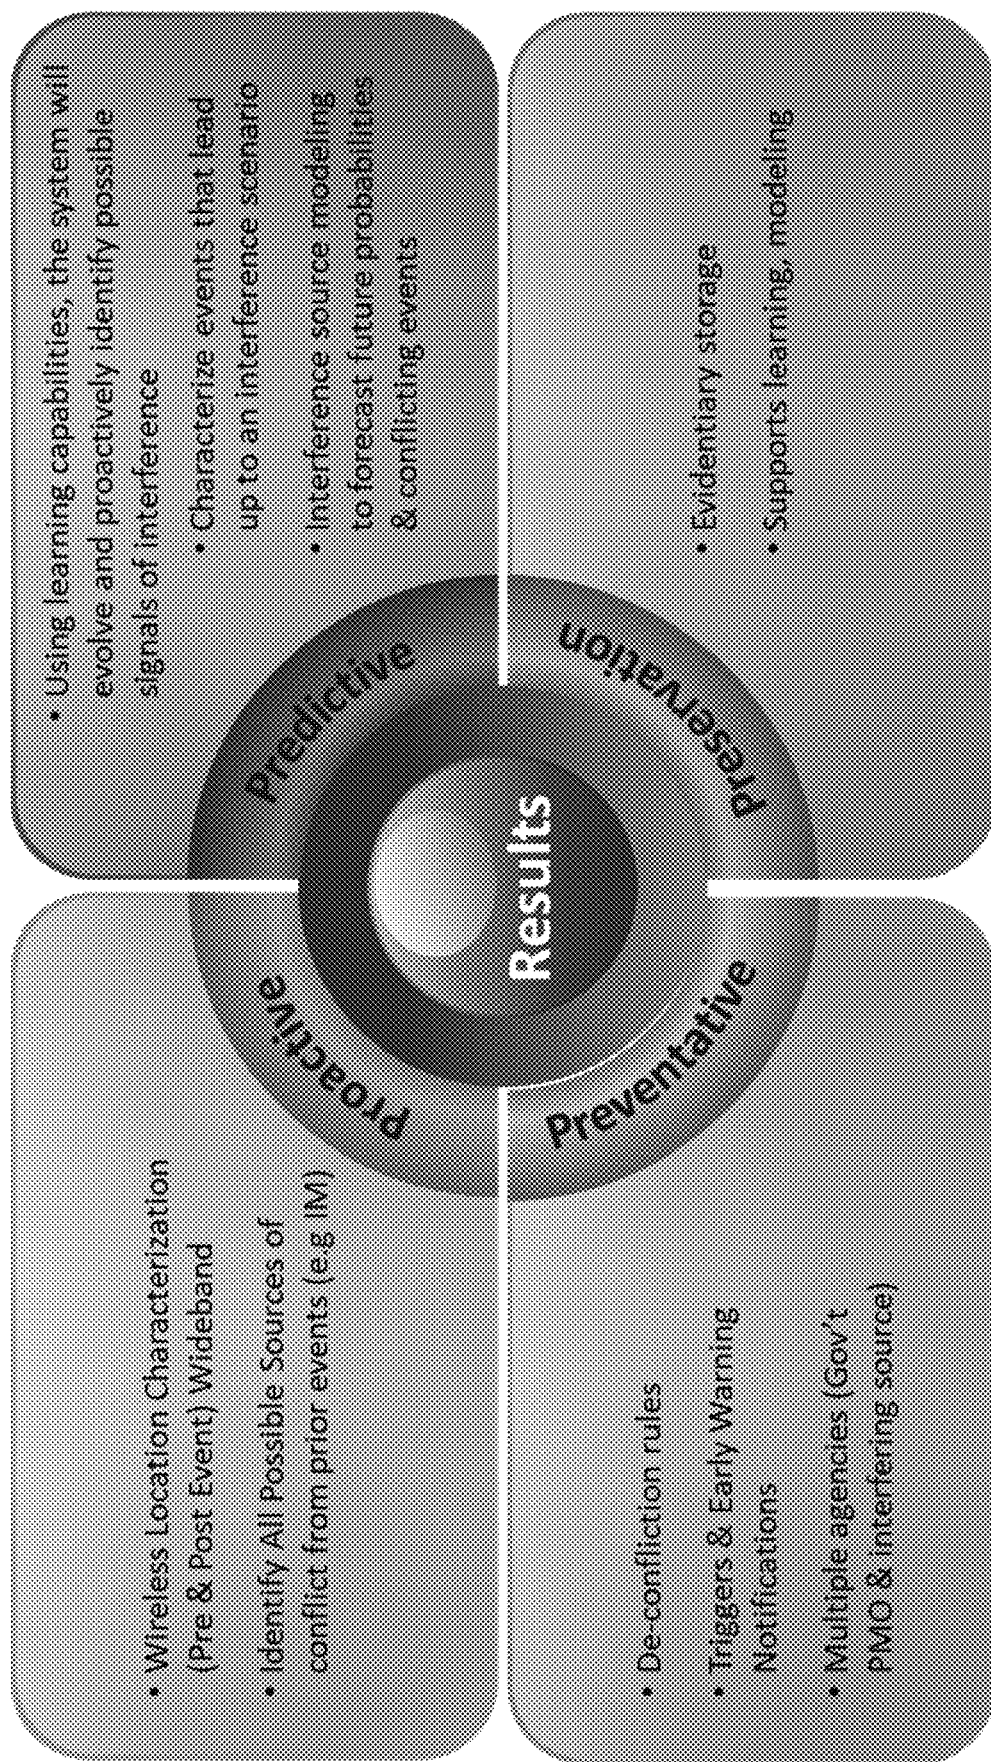 • Wireless Location Characterization
(Pre & Post Event) Wideband
• Identify All Possible Sources of
conflict from prior events (e.g IM)
• Using learning capabilities, the system will
evolve and proactively identify possible
signals of interference
• Characterize events that lead
up to an interference scenario
• Interference source modeling
to forecast future probabilities
& conflicting events
Proactive
Predictive
Results
Preventative
Preservation
• De-confliction rules
• Triggers & Early Warning
Notifications
• Multiple agencies (Gov't
PMO & interfering source)
• Evidentiary storage
• Supports learning, modeling